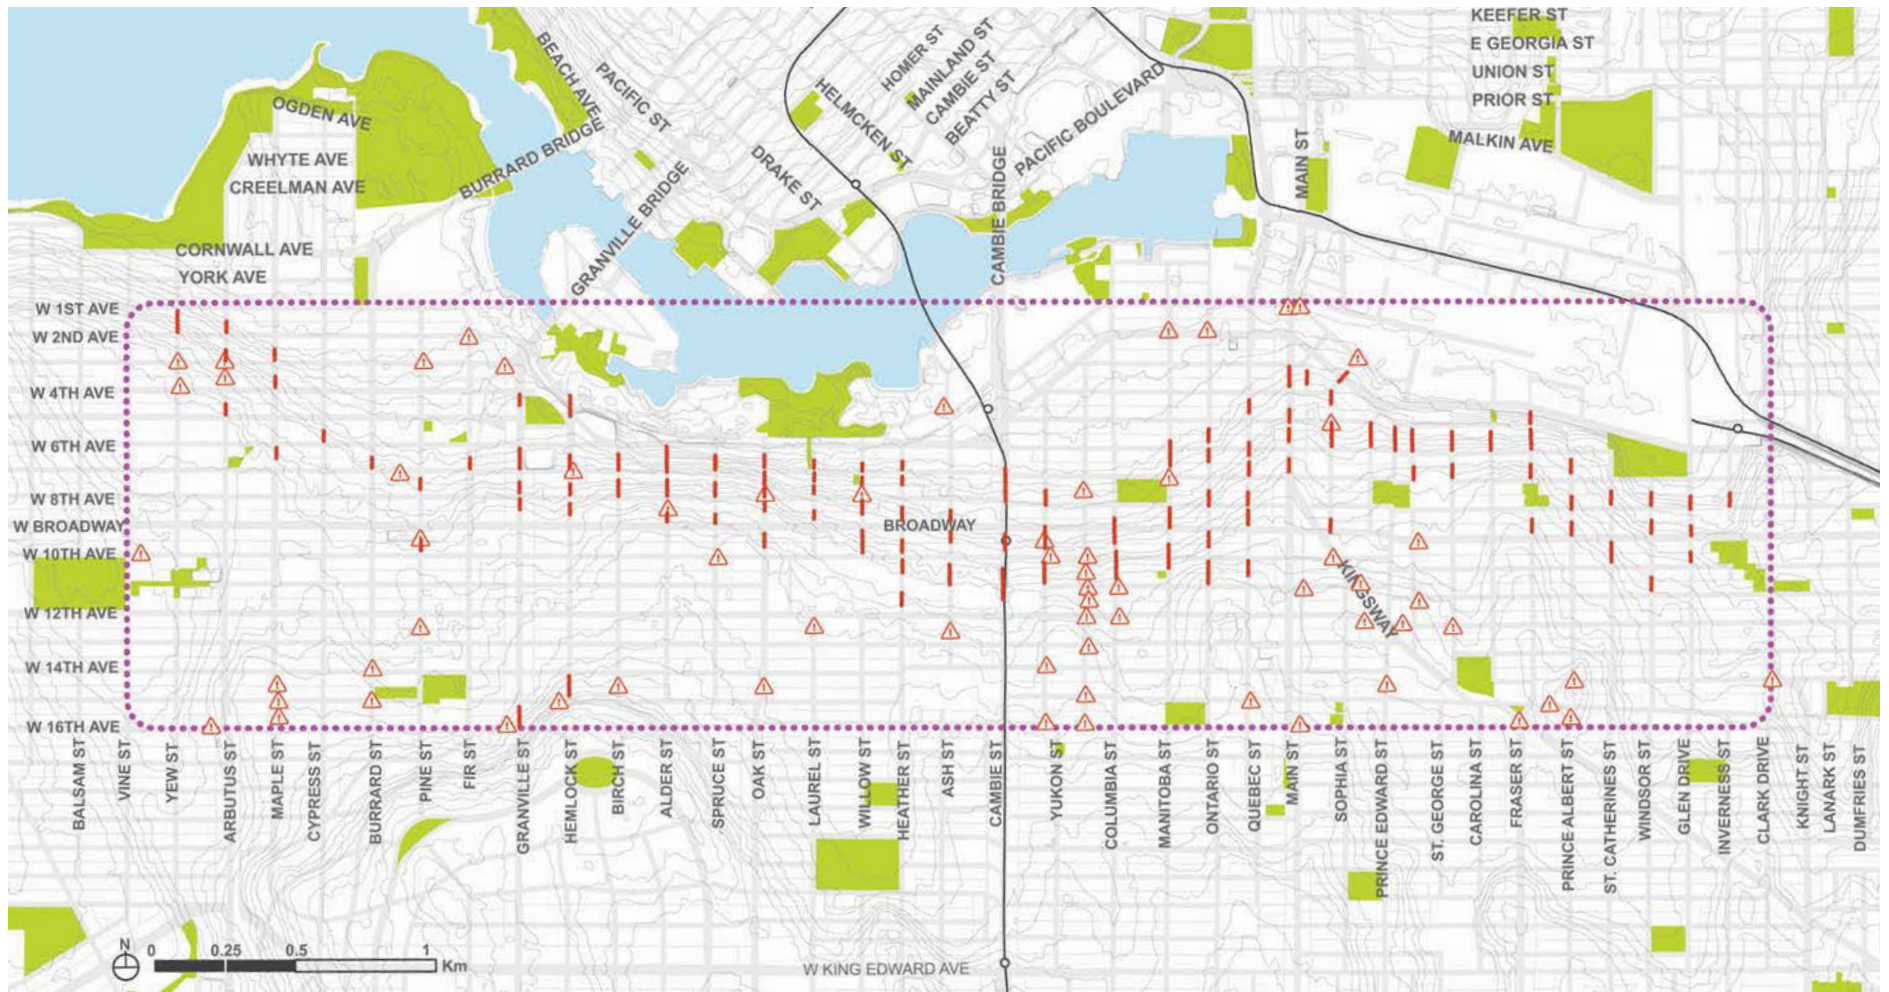 KEEFER ST
E GEORGIA ST
UNION ST
PRIOR ST
MALKIN AVE
MAIN ST
BEACH AVE
PACIFIC ST
HOMER ST
MAINLAND ST
CAMBIE ST
BEATTY ST
PACIFIC BOULEVARD
HELMCKEN ST
DRAKE ST
BURRARD BRIDGE
GRANVILLE BRIDGE
CAMBIE BRIDGE
OGDEN AVE
WHYTE AVE
CREELMAN AVE
CORNWALL AVE
YORK AVE
W 1ST AVE
W 2ND AVE
W 4TH AVE
W 6TH AVE
W 8TH AVE
W BROADWAY
BROADWAY
W 10TH AVE
KINGSWAY
W 12TH AVE
W 14TH AVE
W 16TH AVE
BALSAM ST
VINE ST
YEW ST
ARBUTUS ST
MAPLE ST
CYPRESS ST
BURRARD ST
PINE ST
FIR ST
GRANVILLE ST
HEMLOCK ST
BIRCH ST
ALDER ST
SPRUCE ST
OAK ST
LAUREL ST
WILLOW ST
HEATHER ST
ASH ST
CAMBIE ST
YUKON ST
COLUMBIA ST
MANITOBA ST
ONTARIO ST
QUEBEC ST
MAIN ST
SOPHIA ST
PRINCE EDWARD ST
ST. GEORGE ST
CAROLINA ST
FRASER ST
PRINCE ALBERT ST
ST. CATHERINES ST
WINDSOR ST
GLEN DRIVE
INVERNESS ST
CLARK DRIVE
KNIGHT ST
LANARK ST
DUMFRIES ST
W KING EDWARD AVE
N
0 0.25 0.5 1
Km